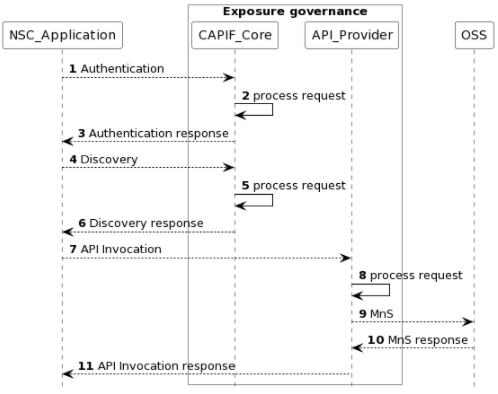 Exposure governance
NSC_Application
CAPIF_Core
API_Provider
OSS
1 Authentication
2 process request
3 Authentication response
4 Discovery
5 process request
6 Discovery response
7 API Invocation
8 process request
9 MnS
10 MnS response
11 API Invocation response